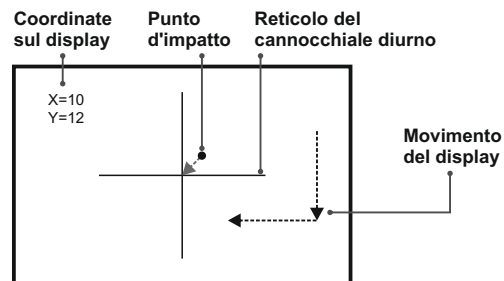 Coordinate
sul display
Punto
d'impatto
Reticolo del
cannocchiale diurno
X=10
Y=12
Movimento
del display